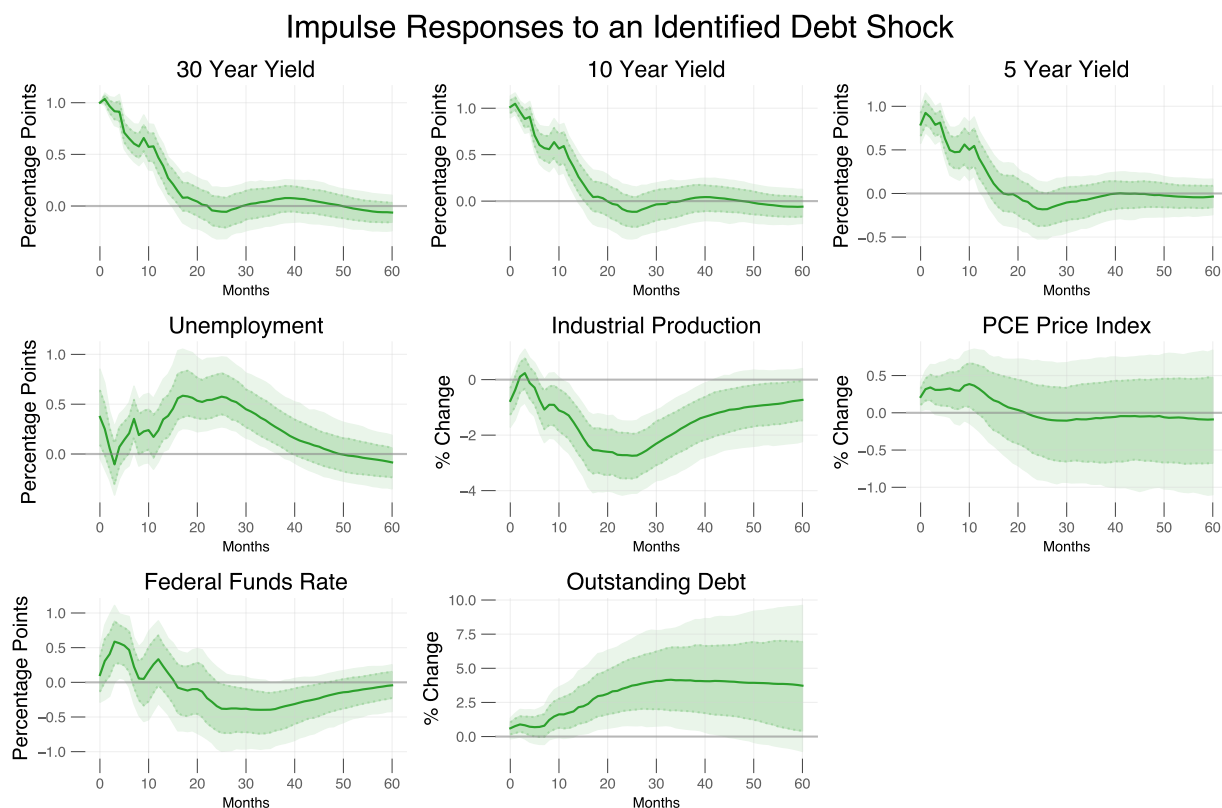 Impulse Responses to an Identified Debt Shock
30 Year Yield
Percentage Points
1.0
0.5
0.0
0 10 20 30 40 50 60
Months
10 Year Yield
Percentage Points
1.0
0.5
0.0
0 10 20 30 40 50 60
Months
5 Year Yield
Percentage Points
1.0
0.5
0.0
−0.5
0 10 20 30 40 50 60
Months
Unemployment
Percentage Points
1.0
0.5
0.0
0 10 20 30 40 50 60
Months
Industrial Production
% Change
0
−2
−4
0 10 20 30 40 50 60
Months
PCE Price Index
% Change
0.5
0.0
−0.5
−1.0
0 10 20 30 40 50 60
Months
Federal Funds Rate
Percentage Points
1.0
0.5
0.0
−0.5
−1.0
0 10 20 30 40 50 60
Months
Outstanding Debt
% Change
10.0
7.5
5.0
2.5
0.0
0 10 20 30 40 50 60
Months